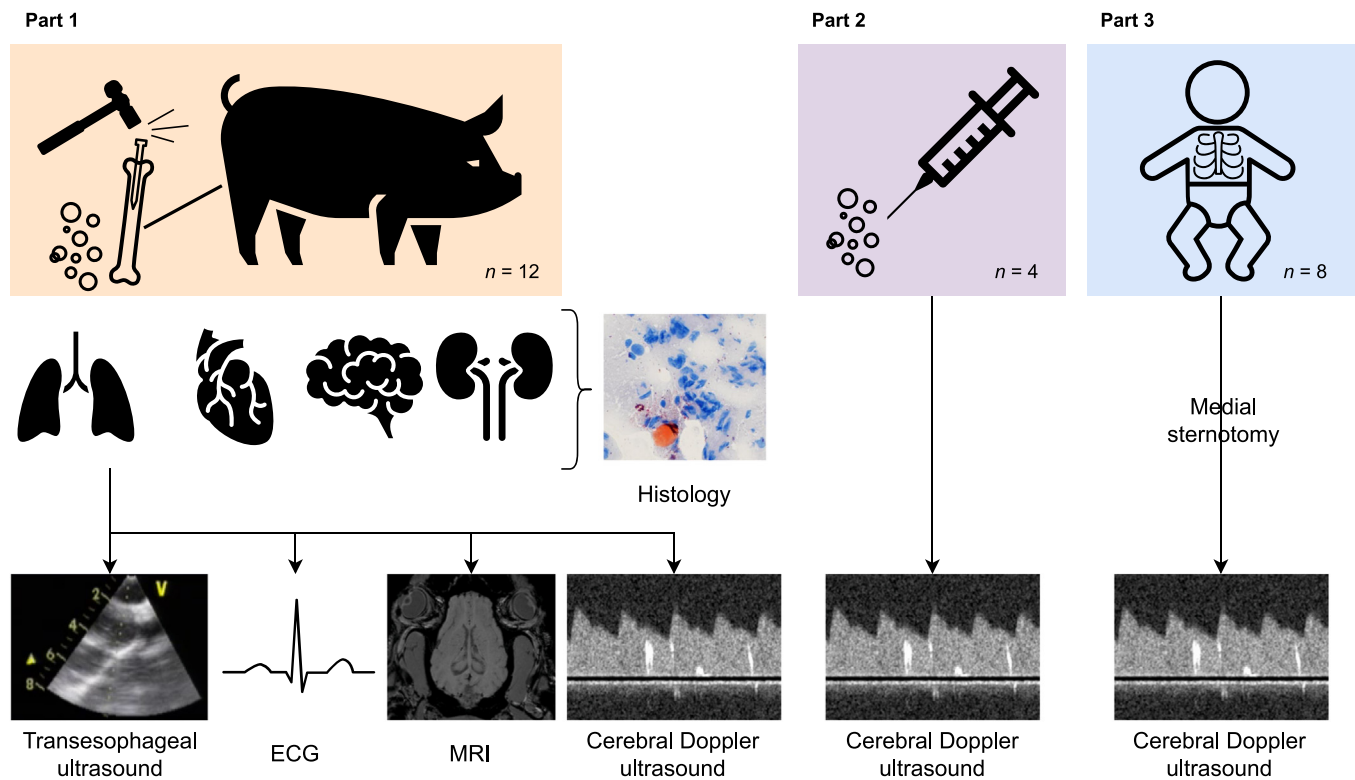 Part 1
Part 2
Part 3
n = 12
n = 4
n = 8
Histology
Medial
sternotomy
2
4
6
8
V
Transesophageal
ultrasound
ECG
MRI
Cerebral Doppler
ultrasound
Cerebral Doppler
ultrasound
Cerebral Doppler
ultrasound